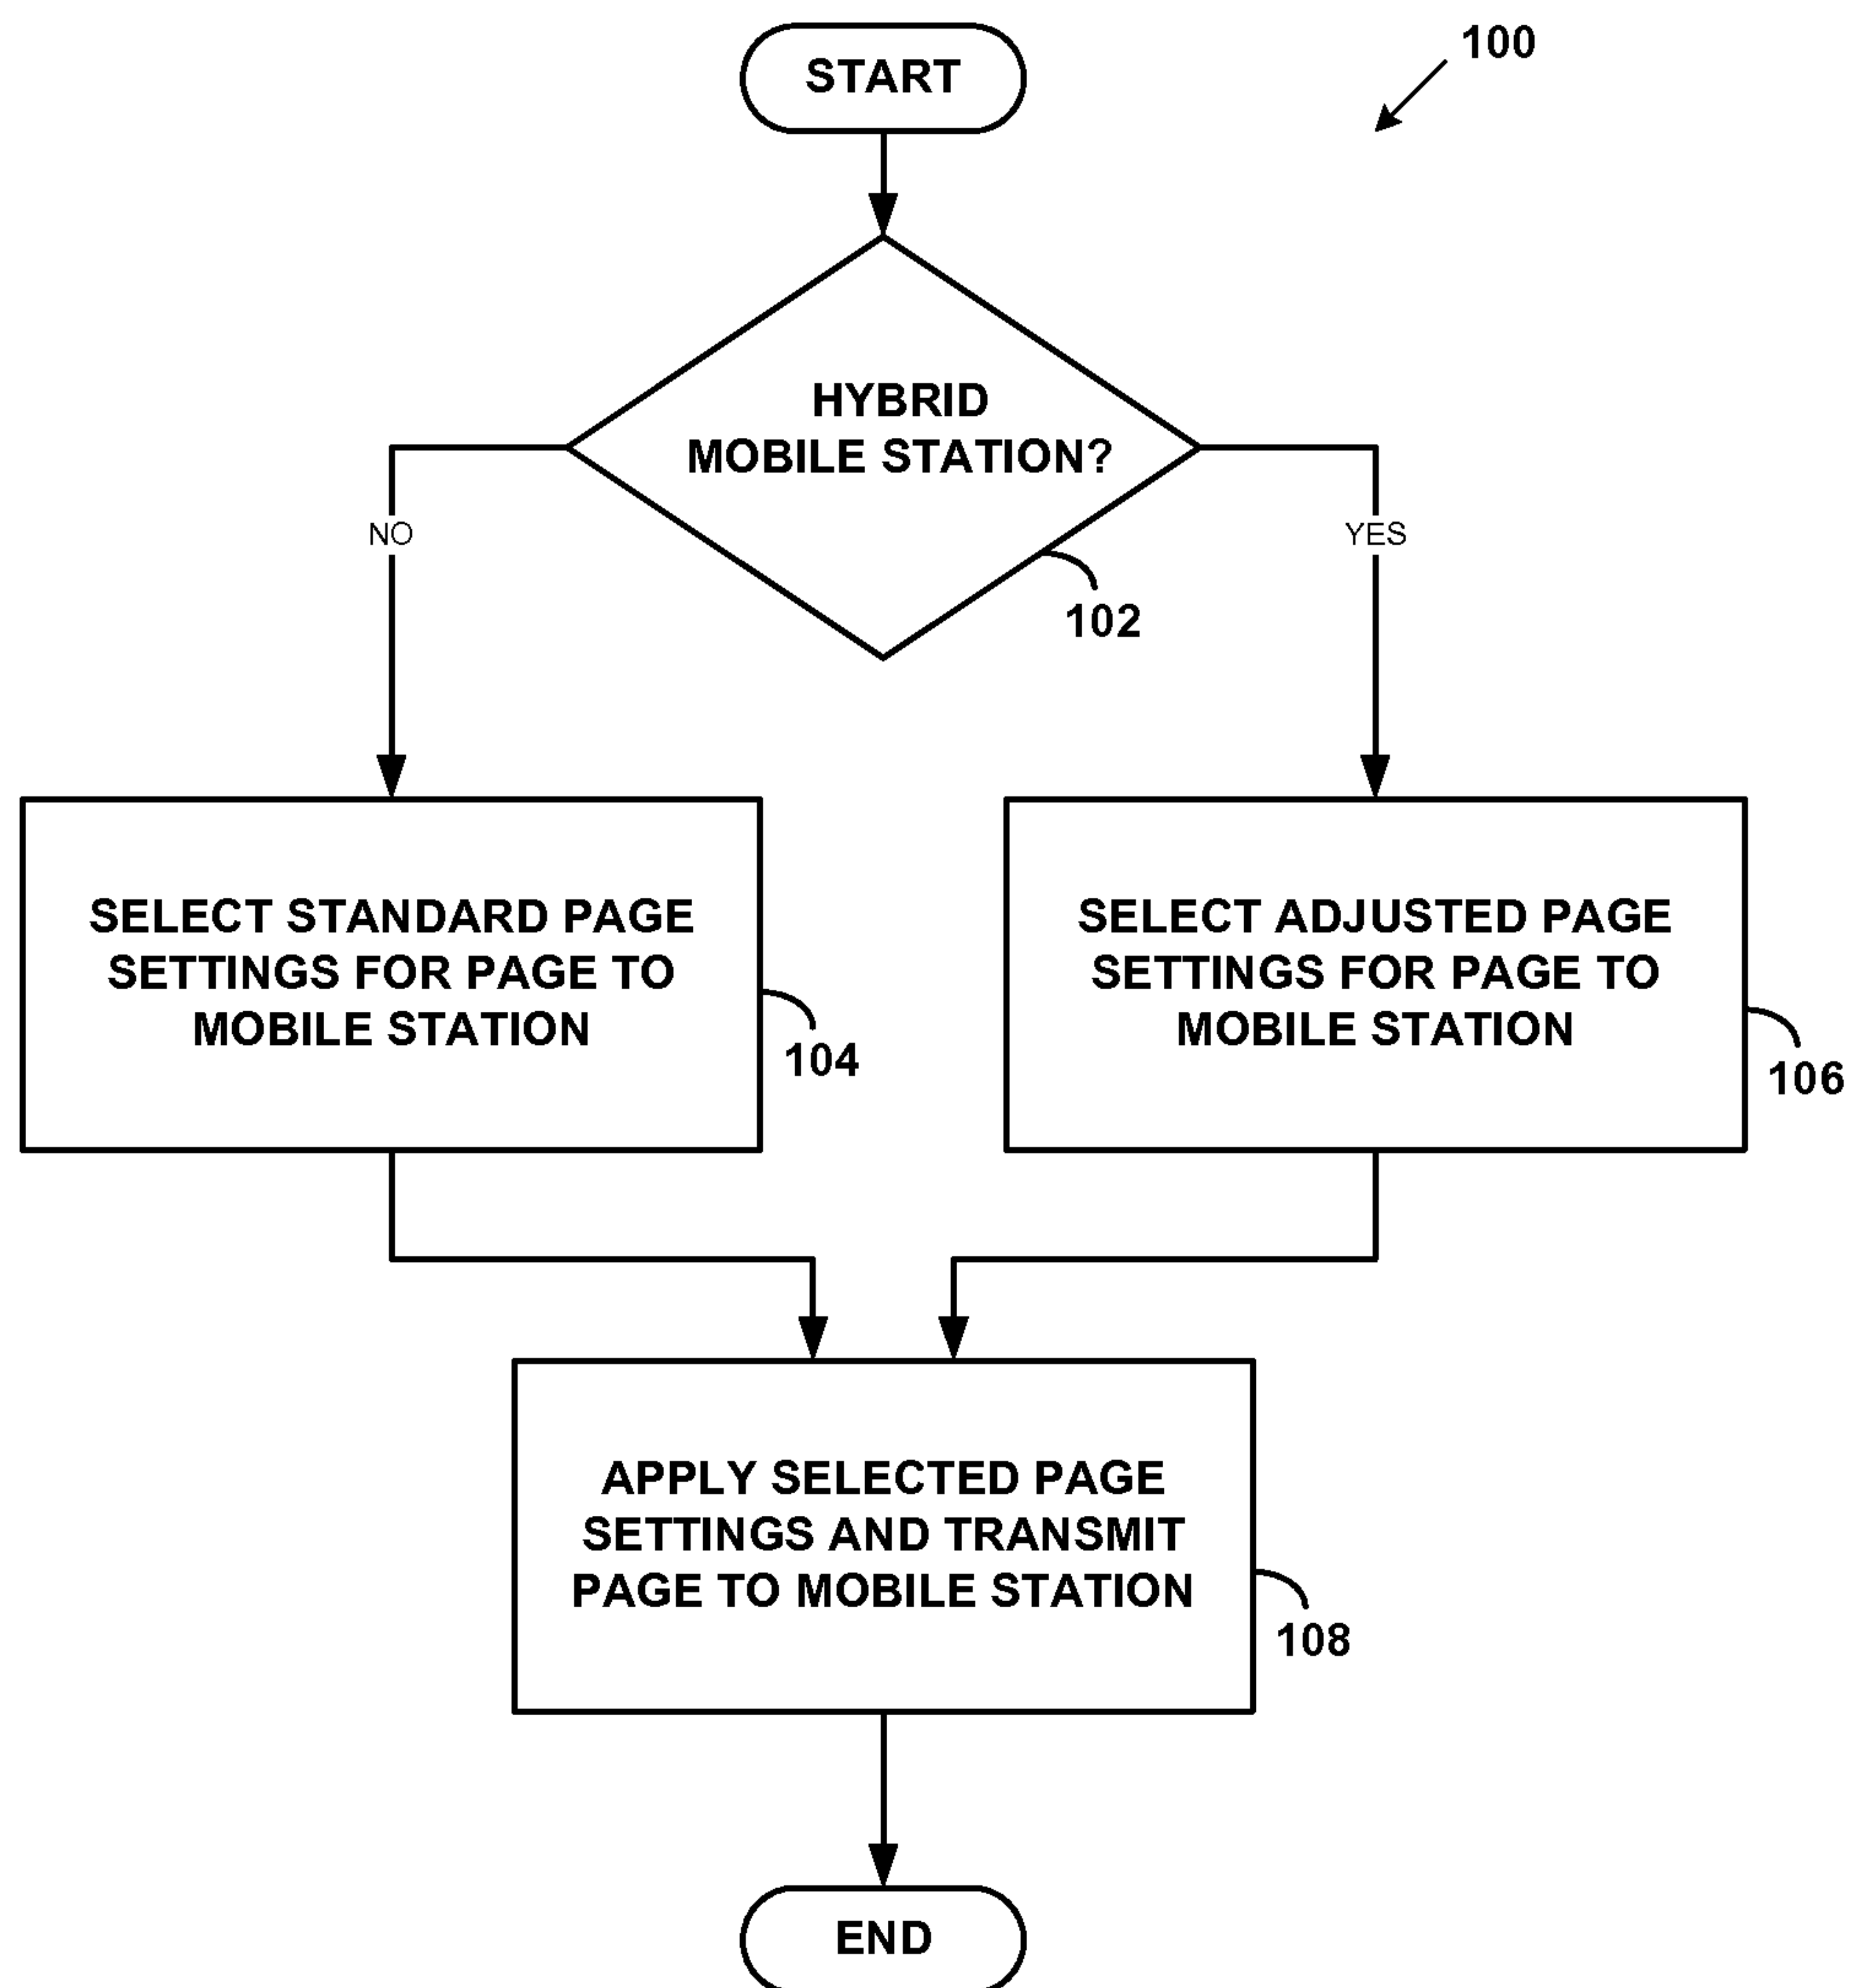 START
100
HYBRID
MOBILE STATION?
NO
YES
102
SELECT STANDARD PAGE
SETTINGS FOR PAGE TO
MOBILE STATION
104
SELECT ADJUSTED PAGE
SETTINGS FOR PAGE TO
MOBILE STATION
106
APPLY SELECTED PAGE
SETTINGS AND TRANSMIT
PAGE TO MOBILE STATION
108
END